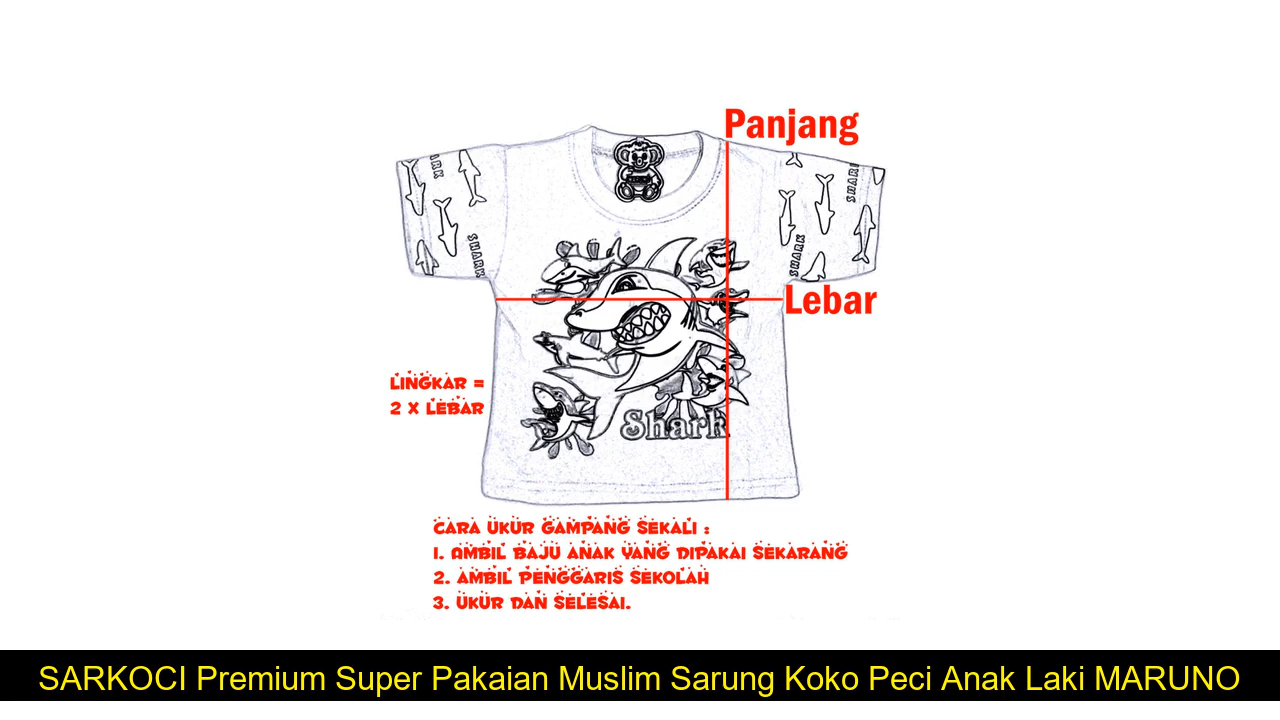 Panjang
SHARK
SHARK
SHARK
SHARK
Lebar
LINGKAR =
2 X LEBAR
Shark
CARA UKUR GAMPANG SEKALI :
1. AMBIL BAJU ANAK YANG DIPAKAI SEKARANG
2. AMBIL PENGGARIS SEKOLAH
3. UKUR DAN SELESAI.
SARKOCI Premium Super Pakaian Muslim Sarung Koko Peci Anak Laki MARUNO